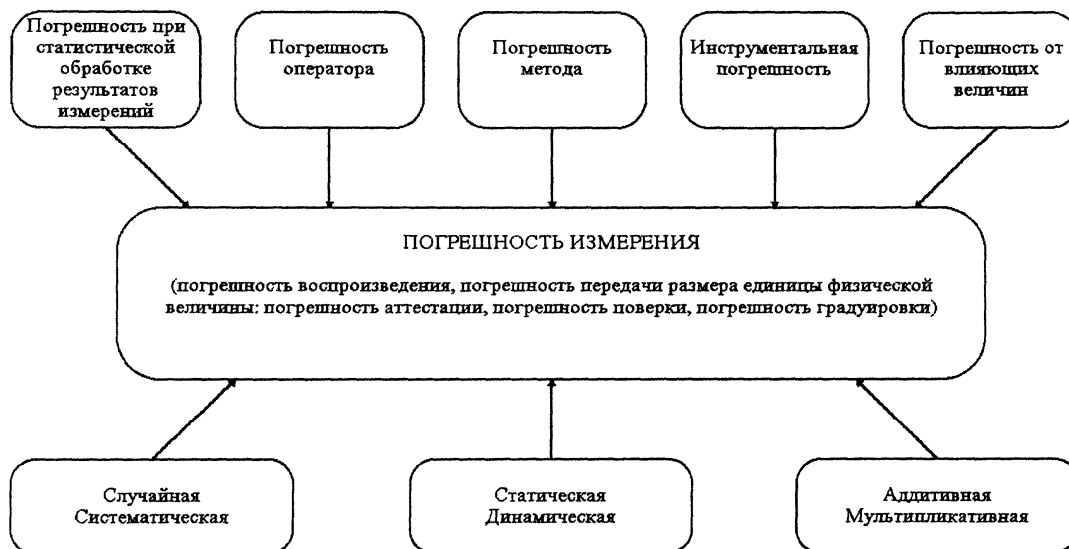 Погрешность при
статистической
обработке
результатов
измерений
Погрешность
оператора
Погрешность
метода
Инструментальная
погрешность
Погрешность от
влияющих
величин
ПОГРЕШНОСТЬ ИЗМЕРЕНИЯ
(погрешность воспроизведения, погрешность передачи размера единицы физической
величины: погрешность аттестации, погрешность поверки, погрешность градуировки)
Случайная
Систематическая
Статическая
Динамическая
Аддитивная
Мультипликативная